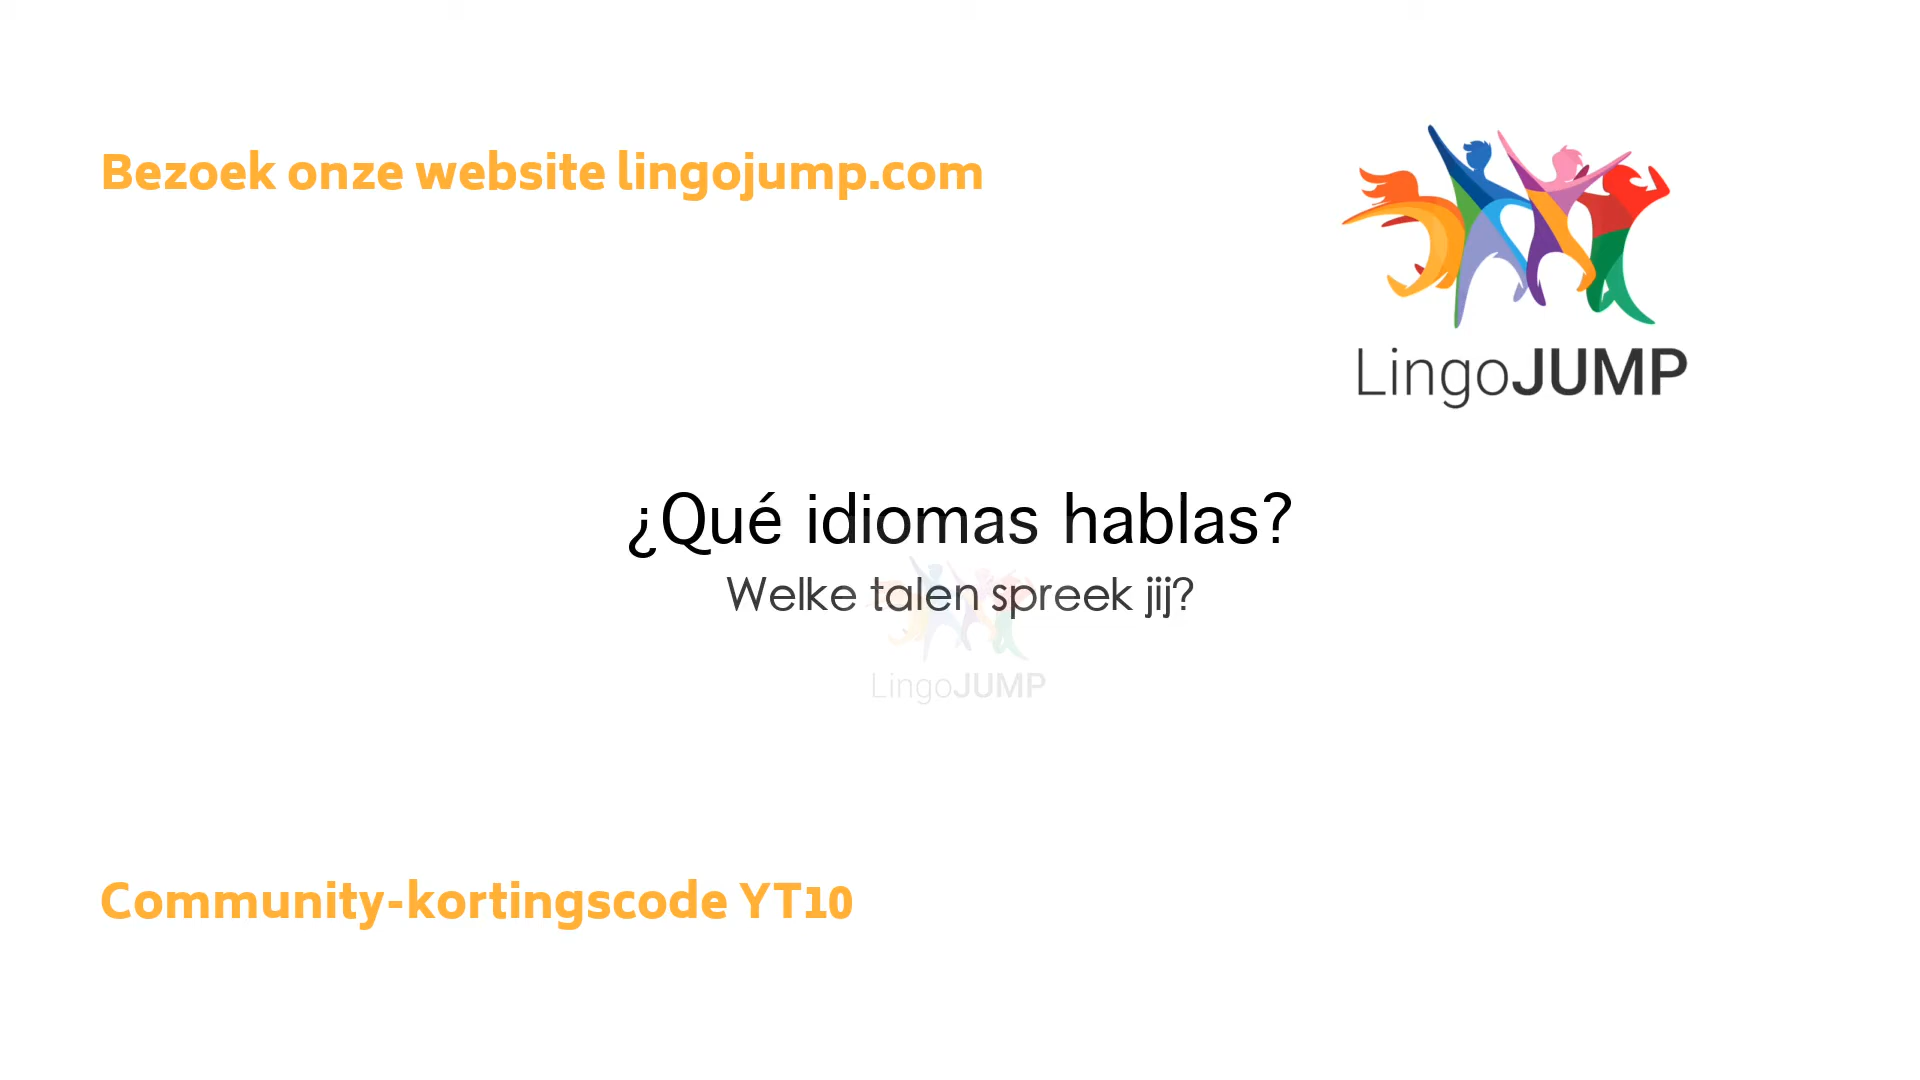 Bezoek onze website lingojump.com
LingoJUMP
¿Qué idiomas hablas?
Welke talen spreek jij?
LingoJUMP
Community-kortingscode YT10